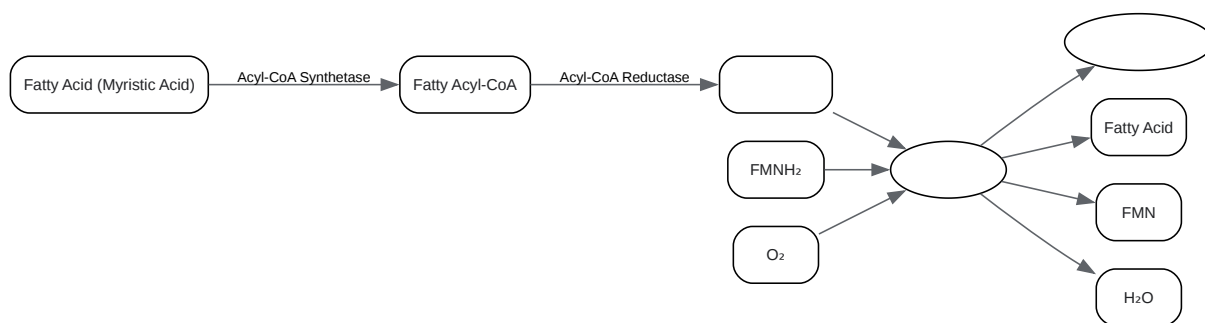 Fatty Acid (Myristic Acid)
Acyl-CoA Synthetase
Fatty Acyl-CoA
Acyl-CoA Reductase
FMNH₂
O₂
Fatty Acid
FMN
H₂O